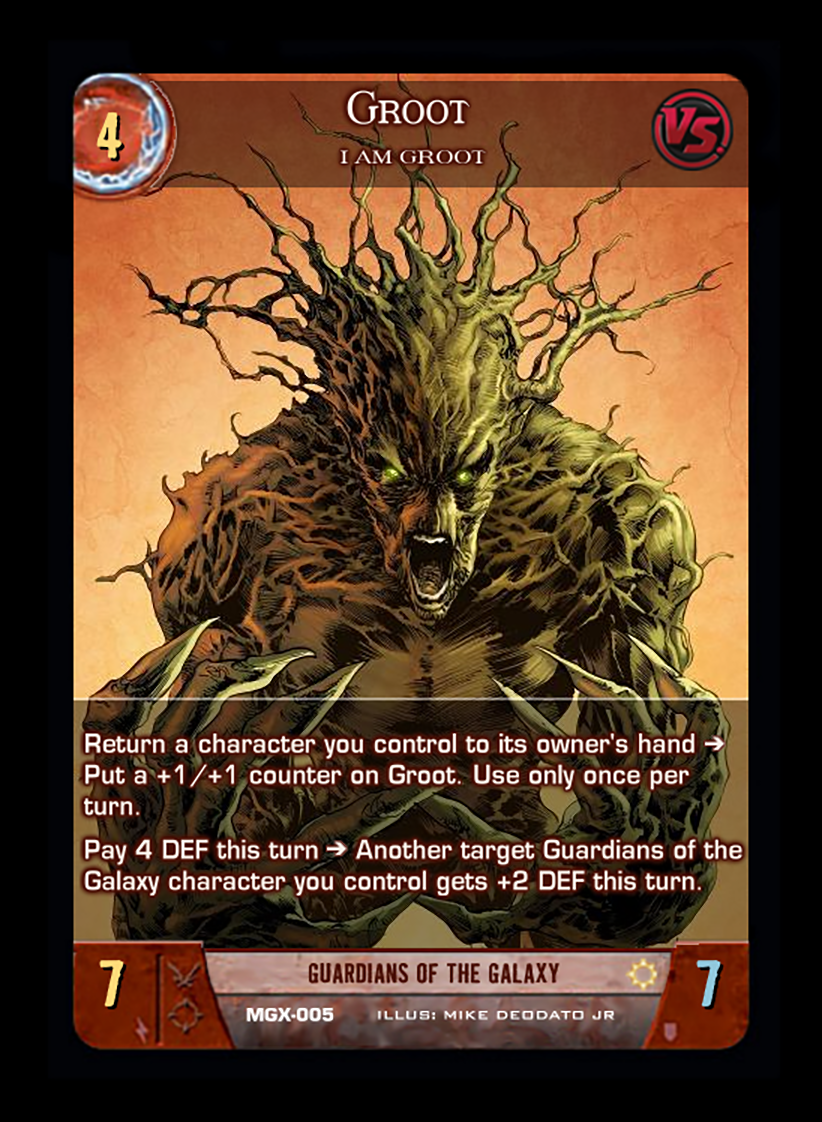 4
Groot
I AM GROOT
VS.
Return a character you control to its owner's hand ➔
Put a +1/+1 counter on Groot. Use only once per
turn.
Pay 4 DEF this turn ➔ Another target Guardians of the
Galaxy character you control gets +2 DEF this turn.
7
GUARDIANS OF THE GALAXY
7
MGX-005 ILLUS: MIKE DEODATO JR